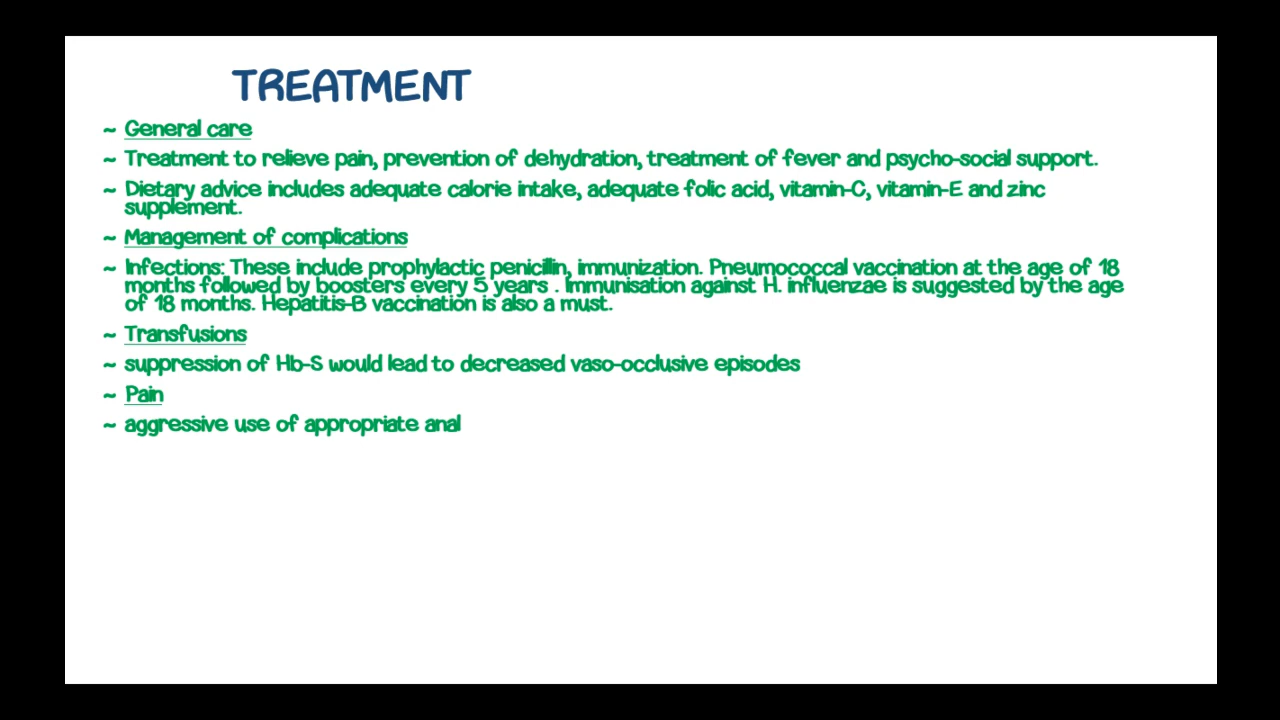 TREATMENT
~ General care
~ Treatment to relieve pain, prevention of dehydration, treatment of fever and psycho-social support.
~ Dietary advice includes adequate calorie intake, adequate folic acid, vitamin-C, vitamin-E and zinc
supplement.
~ Management of complications
~ Infections: These include prophylactic penicillin, immunization. Pneumococcal vaccination at the age of 18
months followed by boosters every 5 years . Immunisation against H. influenzae is suggested by the age
of 18 months. Hepatitis-B vaccination is also a must.
~ Transfusions
~ suppression of Hb-S would lead to decreased vaso-occlusive episodes
~ Pain
~ aggressive use of appropriate anal